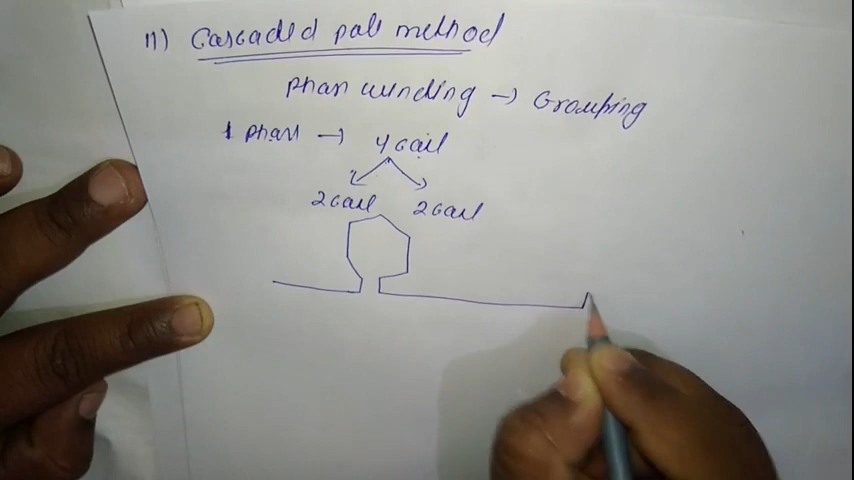 11) Cascaded pole method
Phase winding → Grouping
1 phase → 4 Coil
2 Coil 2 Coil